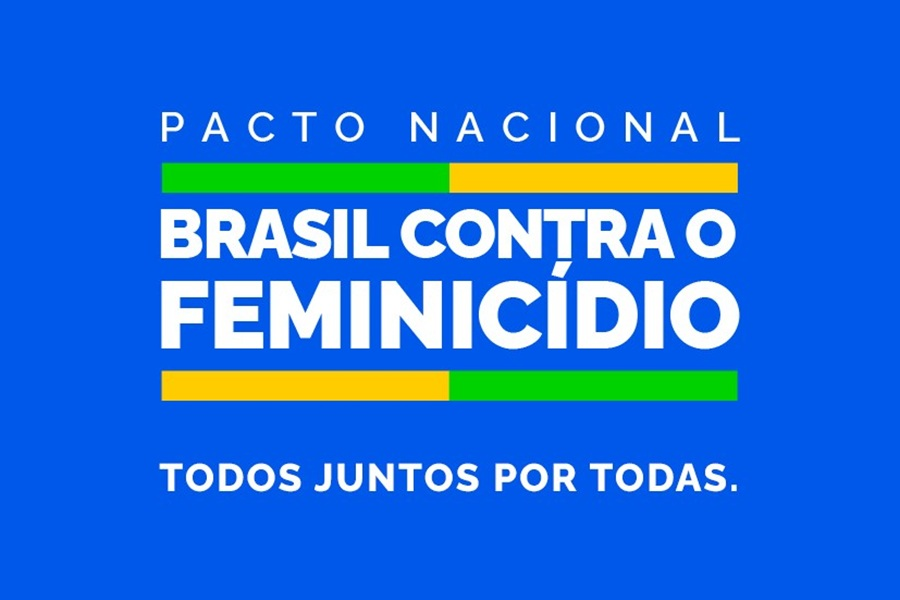 PACTO NACIONAL
BRASIL CONTRA O
FEMINICÍDIO
TODOS JUNTOS POR TODAS.